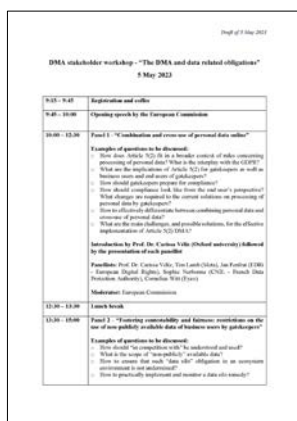 Draft of 3 May 2023
DMA stakeholder workshop - "The DMA and data related obligations"
5 May 2023
9:15 – 9:45 Registration and coffee
9:45 – 10:00 Opening speech by the European Commission
10:00 – 12:30 Panel 1 - "Combination and cross-use of personal data online"
Examples of questions to be discussed:
o How does Article 5(2) fit in a broader context of rules concerning
processing of personal data? What is the interplay with the GDPR?
o What are the implications of Article 5(2) for gatekeepers as well as
business users and end users of gatekeepers?
o How should gatekeepers prepare for compliance?
o How should compliance look like from the end user's perspective?
What changes are required to the current solutions on processing of
personal data by gatekeepers?
o How to effectively differentiate between combining personal data and
cross-use of personal data?
o What are the main challenges, and possible solutions, for the effective
implementation of Article 5(2) DMA?
Introduction by Prof. Dr. Carissa Véliz (Oxford university) followed
by the presentation of each panellist
Panellists: Prof. Dr. Carissa Véliz, Tim Lamb (Meta), Jan Penfrat (EDRi
- European Digital Rights), Sophie Nerbonne (CNIL - French Data
Protection Authority), Cornelius Witt (Eyeo)
Moderator: European Commission
12:30 – 13:30 Lunch break
13:30 – 15:00 Panel 2 - "Fostering contestability and fairness: restrictions on the
use of non-publicly available data of business users by gatekeepers"
Examples of questions to be discussed:
o How should "in competition with" be understood and used?
o What is the scope of "non-publicly" available data?
o How to ensure that such "data silo" obligation in an ecosystem
environment is not undermined?
o How to practically implement and monitor a data silo remedy?